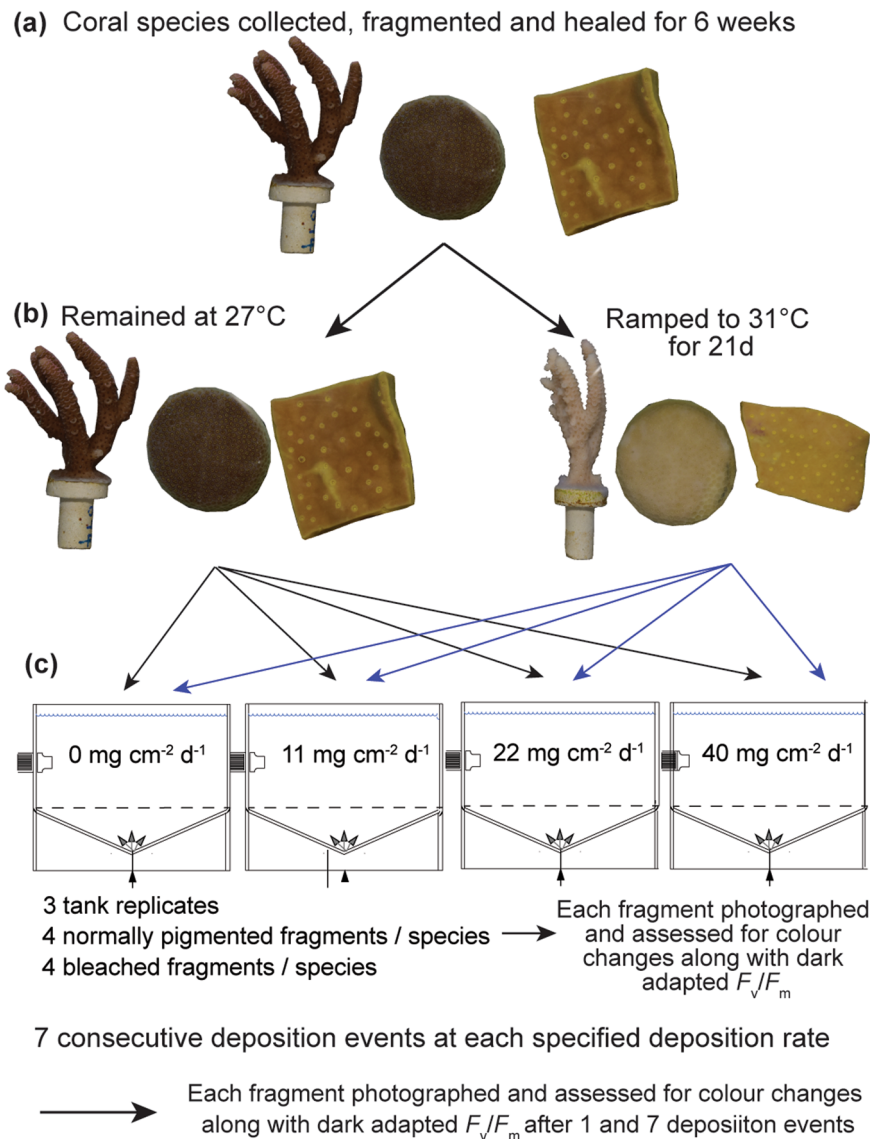 (a) Coral species collected, fragmented and healed for 6 weeks
(b) Remained at 27°C
Ramped to 31°C
for 21d
(c)
0 mg cm⁻² d⁻¹
11 mg cm⁻² d⁻¹
22 mg cm⁻² d⁻¹
40 mg cm⁻² d⁻¹
3 tank replicates
4 normally pigmented fragments / species
4 bleached fragments / species
Each fragment photographed
and assessed for colour
changes along with dark
adapted Fᵥ/Fₘ
7 consecutive deposition events at each specified deposition rate
Each fragment photographed and assessed for colour changes
along with dark adapted Fᵥ/Fₘ after 1 and 7 deposiiton events